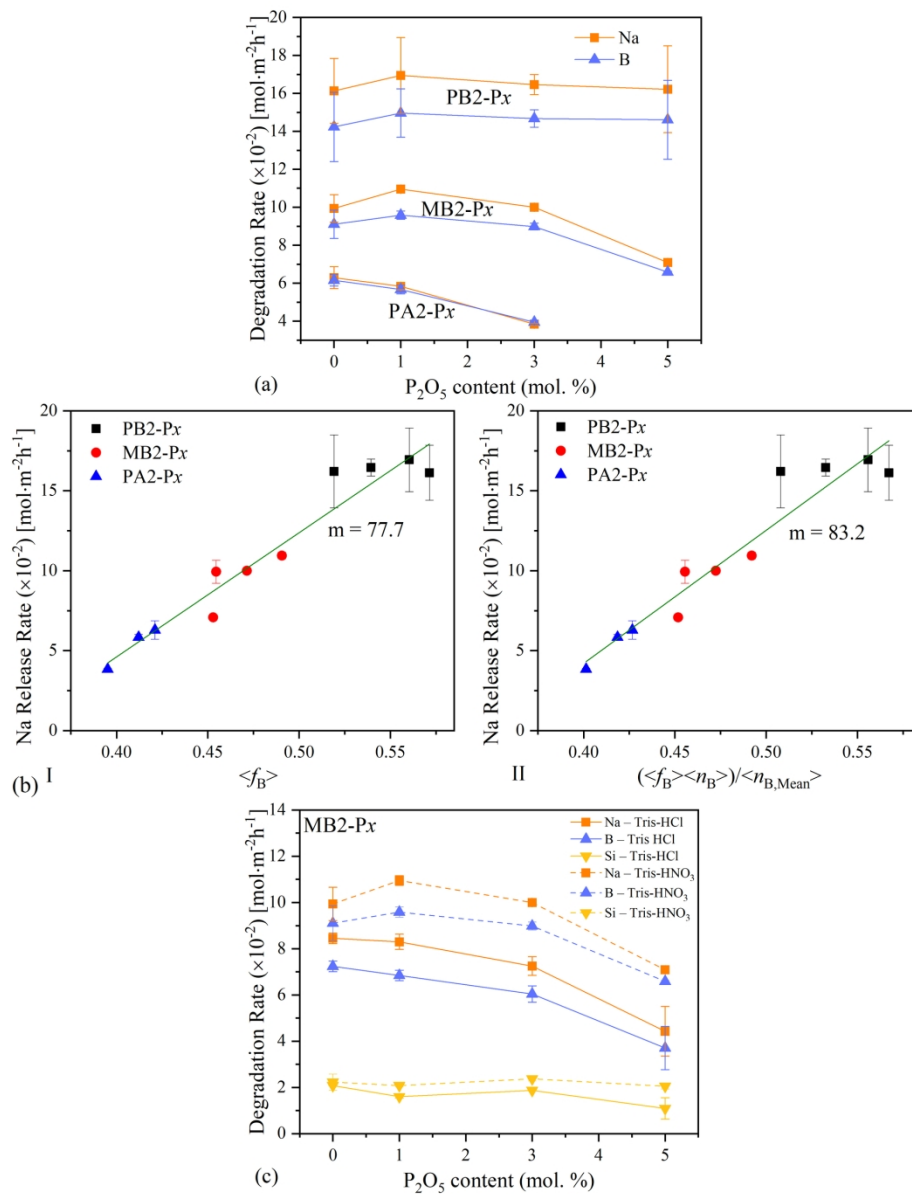 20
18
16
14
12
10
8
6
4
Degradation Rate (×10⁻²) [mol·m⁻²h⁻¹]
Na
B
PB2-Px
MB2-Px
PA2-Px
0 1 2 3 4 5
P₂O₅ content (mol. %)
(a)
20
15
10
5
0
Na Release Rate (×10⁻²) [mol·m⁻²h⁻¹]
PB2-Px
MB2-Px
PA2-Px
m = 77.7
0.40 0.45 0.50 0.55
(b) I
<f_B>
20
15
10
5
0
Na Release Rate (×10⁻²) [mol·m⁻²h⁻¹]
PB2-Px
MB2-Px
PA2-Px
m = 83.2
0.40 0.45 0.50 0.55
II
(<f_B><n_B>)/<n_B,Mean>
14
12
10
8
6
4
2
0
Degradation Rate (×10⁻²) [mol·m⁻²h⁻¹]
MB2-Px
Na – Tris-HCl
B – Tris HCl
Si – Tris-HCl
Na – Tris-HNO₃
B – Tris-HNO₃
Si – Tris-HNO₃
0 1 2 3 4 5
P₂O₅ content (mol. %)
(c)